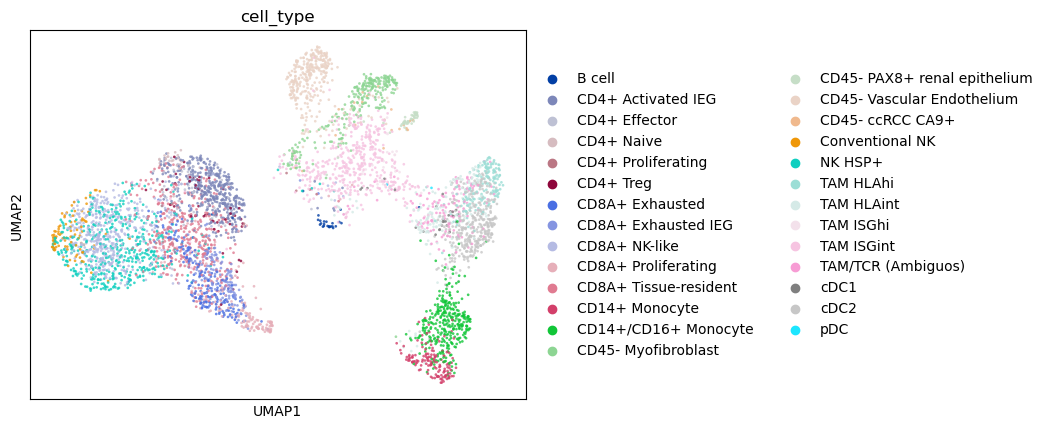 cell_type
UMAP2
UMAP1
B cell
CD4+ Activated IEG
CD4+ Effector
CD4+ Naive
CD4+ Proliferating
CD4+ Treg
CD8A+ Exhausted
CD8A+ Exhausted IEG
CD8A+ NK-like
CD8A+ Proliferating
CD8A+ Tissue-resident
CD14+ Monocyte
CD14+/CD16+ Monocyte
CD45- Myofibroblast
CD45- PAX8+ renal epithelium
CD45- Vascular Endothelium
CD45- ccRCC CA9+
Conventional NK
NK HSP+
TAM HLAhi
TAM HLAint
TAM ISGhi
TAM ISGint
TAM/TCR (Ambiguos)
cDC1
cDC2
pDC